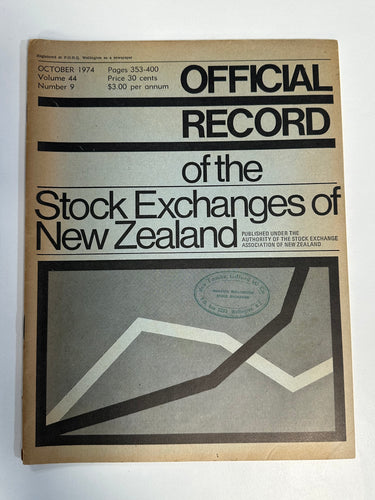 Registered at P.O.H.Q. Wellington as a newspaper
OCTOBER 1974
Volume 44
Number 9
Pages 353-400
Price 30 cents
$3.00 per annum
OFFICIAL
RECORD
of the
Stock Exchanges of
New Zealand
PUBLISHED UNDER THE
AUTHORITY OF THE STOCK EXCHANGE
ASSOCIATION OF NEW ZEALAND